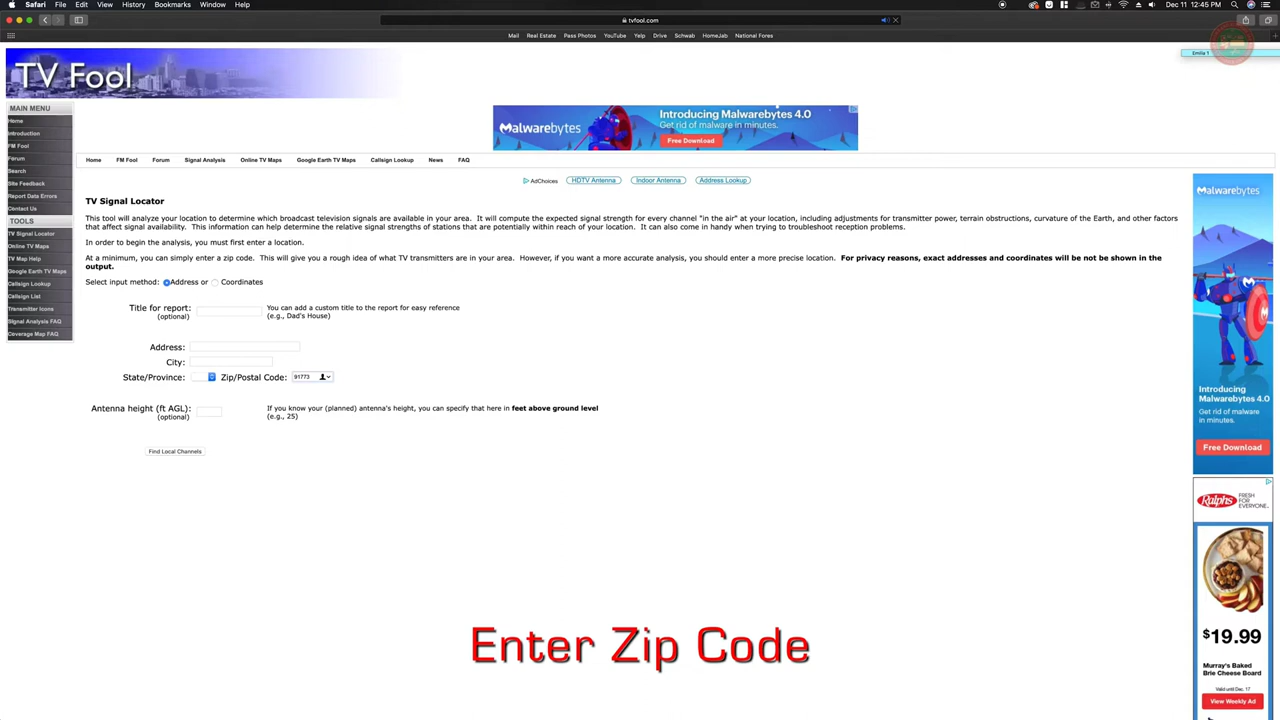 Safari File Edit View History Bookmarks Window Help
Dec 11 12:45 PM
tvfool.com
Mail Real Estate Pass Photos YouTube Yelp Drive Schwab HomeJab National Fores
Emilia 1
TV Fool
MAIN MENU
Home
Introduction
FM Fool
Forum
Search
Site Feedback
Report Data Errors
Contact Us
TOOLS
TV Signal Locator
Online TV Maps
TV Map Help
Google Earth TV Maps
Callsign Lookup
Callsign List
Transmitter Icons
Signal Analysis FAQ
Coverage Map FAQ
Malwarebytes
Introducing
Malwarebytes 4.0
Get rid of malware in minutes.
Free Download
Home FM Fool Forum Signal Analysis Online TV Maps Google Earth TV Maps Callsign Lookup News FAQ
AdChoices HDTV Antenna Indoor Antenna Address Lookup
TV Signal Locator
This tool will analyze your location to determine which broadcast television signals are available in your area. It will compute the expected signal strength for every channel "in the air" at your location, including adjustments for transmitter power, terrain obstructions, curvature of the Earth, and other factors
that affect signal availability. This information can help determine the relative signal strengths of stations that are potentially within reach of your location. It can also come in handy when trying to troubleshoot reception problems.
In order to begin the analysis, you must first enter a location.
At a minimum, you can simply enter a zip code. This will give you a rough idea of what TV transmitters are in your area. However, if you want a more accurate analysis, you should enter a more precise location. For privacy reasons, exact addresses and coordinates will be not be shown in the
output.
Select input method: Address or Coordinates
Title for report:
(optional)
You can add a custom title to the report for easy reference
(e.g., Dad's House)
Address:
City:
State/Province: Zip/Postal Code: 91773
Antenna height (ft AGL):
(optional)
If you know your (planned) antenna's height, you can specify that here in feet above ground level
(e.g., 25)
Find Local Channels
Malwarebytes
Introducing
Malwarebytes 4.0
Get rid of malware
in minutes.
Free Download
Ralphs
FRESH
FOR
EVERYONE.
$19.99
Murray's Baked
Brie Cheese Board
Valid until Dec. 17
View Weekly Ad
Enter Zip Code